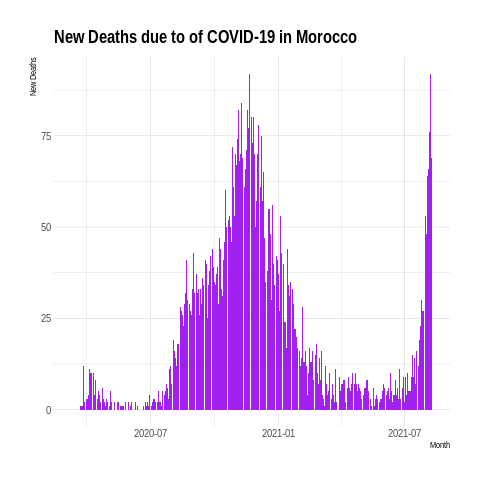 New Deaths due to of COVID-19 in Morocco
New Deaths
75
50
25
0
2020-07
2021-01
2021-07
Month